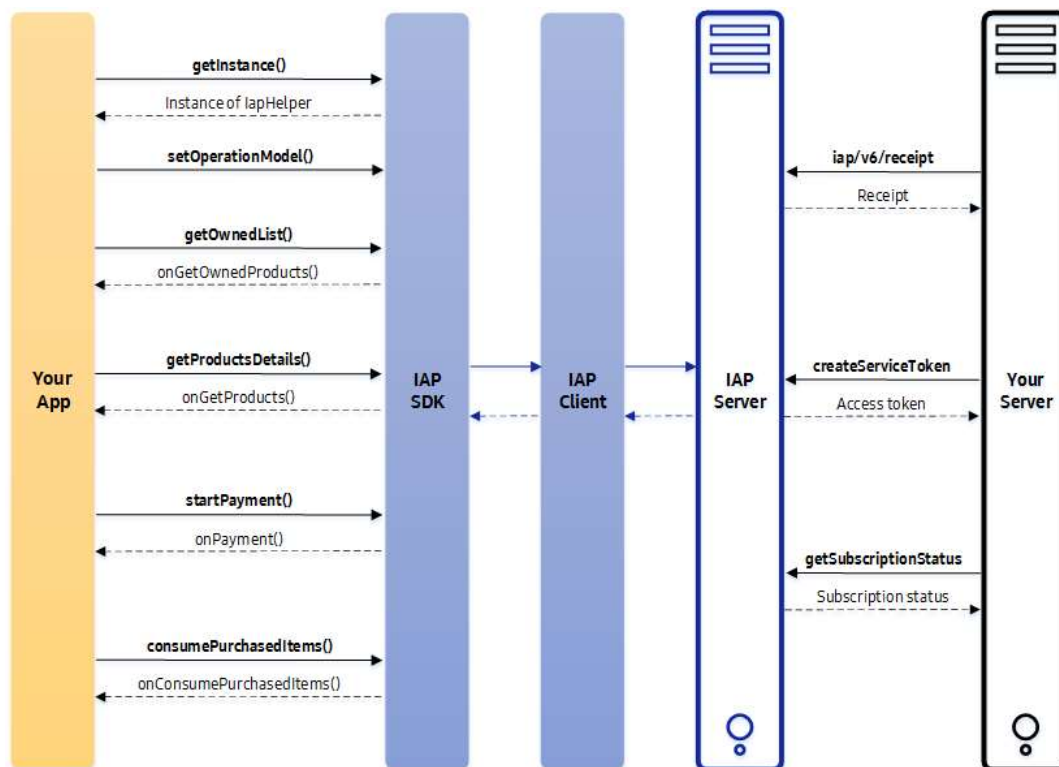 getInstance()
Instance of IapHelper
setOperationModel()
getOwnedList()
onGetOwnedProducts()
getProductsDetails()
onGetProducts()
startPayment()
onPayment()
consumePurchasedItems()
onConsumePurchasedItems()
Your
App
IAP
SDK
IAP
Client
IAP
Server
Your
Server
iap/v6/receipt
Receipt
createServiceToken
Access token
getSubscriptionStatus
Subscription status